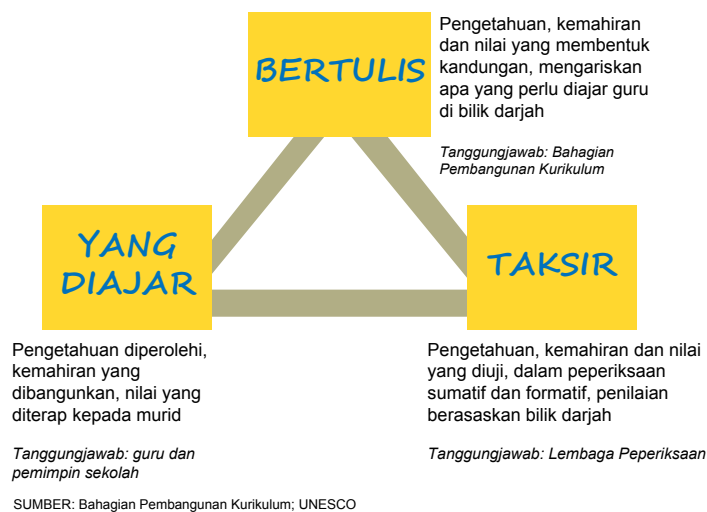 BERTULIS
Pengetahuan, kemahiran
dan nilai yang membentuk
kandungan, mengariskan
apa yang perlu diajar guru
di bilik darjah
Tanggungjawab: Bahagian
Pembangunan Kurikulum
YANG
DIAJAR
Pengetahuan diperolehi,
kemahiran yang
dibangunkan, nilai yang
diterap kepada murid
Tanggungjawab: guru dan
pemimpin sekolah
TAKSIR
Pengetahuan, kemahiran dan nilai
yang diuji, dalam peperiksaan
sumatif dan formatif, penilaian
berasaskan bilik darjah
Tanggungjawab: Lembaga Peperiksaan
SUMBER: Bahagian Pembangunan Kurikulum; UNESCO